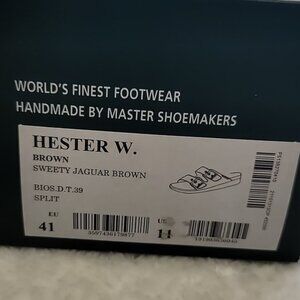 WORLD'S FINEST FOOTWEAR
HANDMADE BY MASTER SHOEMAKERS
HESTER W.
BROWN
SWEETY JAGUAR BROWN
BIOS.D.T.39
SPLIT
EU
US
41
11